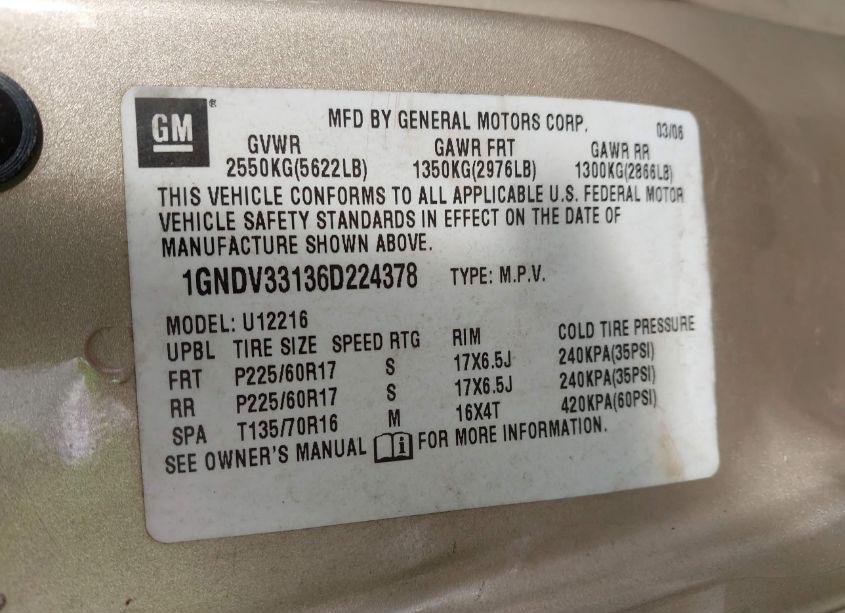 GM®
MFD BY GENERAL MOTORS CORP. 03/06
GVWR GAWR FRT GAWR RR
2550KG(5622LB) 1350KG(2976LB) 1300KG(2866LB)
THIS VEHICLE CONFORMS TO ALL APPLICABLE U.S. FEDERAL MOTOR
VEHICLE SAFETY STANDARDS IN EFFECT ON THE DATE OF
MANUFACTURE SHOWN ABOVE.
1GNDV33136D224378 TYPE: M.P.V.
MODEL: U12216
UPBL TIRE SIZE SPEED RTG RIM COLD TIRE PRESSURE
FRT P225/60R17 S 17X6.5J 240KPA(35PSI)
RR P225/60R17 S 17X6.5J 240KPA(35PSI)
SPA T135/70R16 M 16X4T 420KPA(60PSI)
SEE OWNER'S MANUAL i FOR MORE INFORMATION.